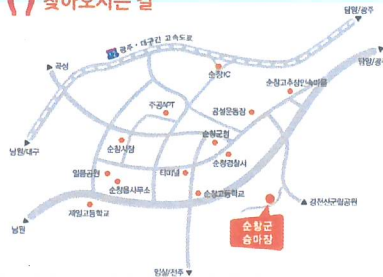 찾아오시는 길
담양/광주
광주·대구간 고속도로
곡성
순창IC
담양/광주
순창고추장민속마을
주공APT
공설운동장
순창시장
순창군청
남원/대구
순창경찰서
일품공원
터미널
순창읍사무소
순창고등학교
제일고등학교
강천산군립공원
남원
순창군
승마장
임실/전주